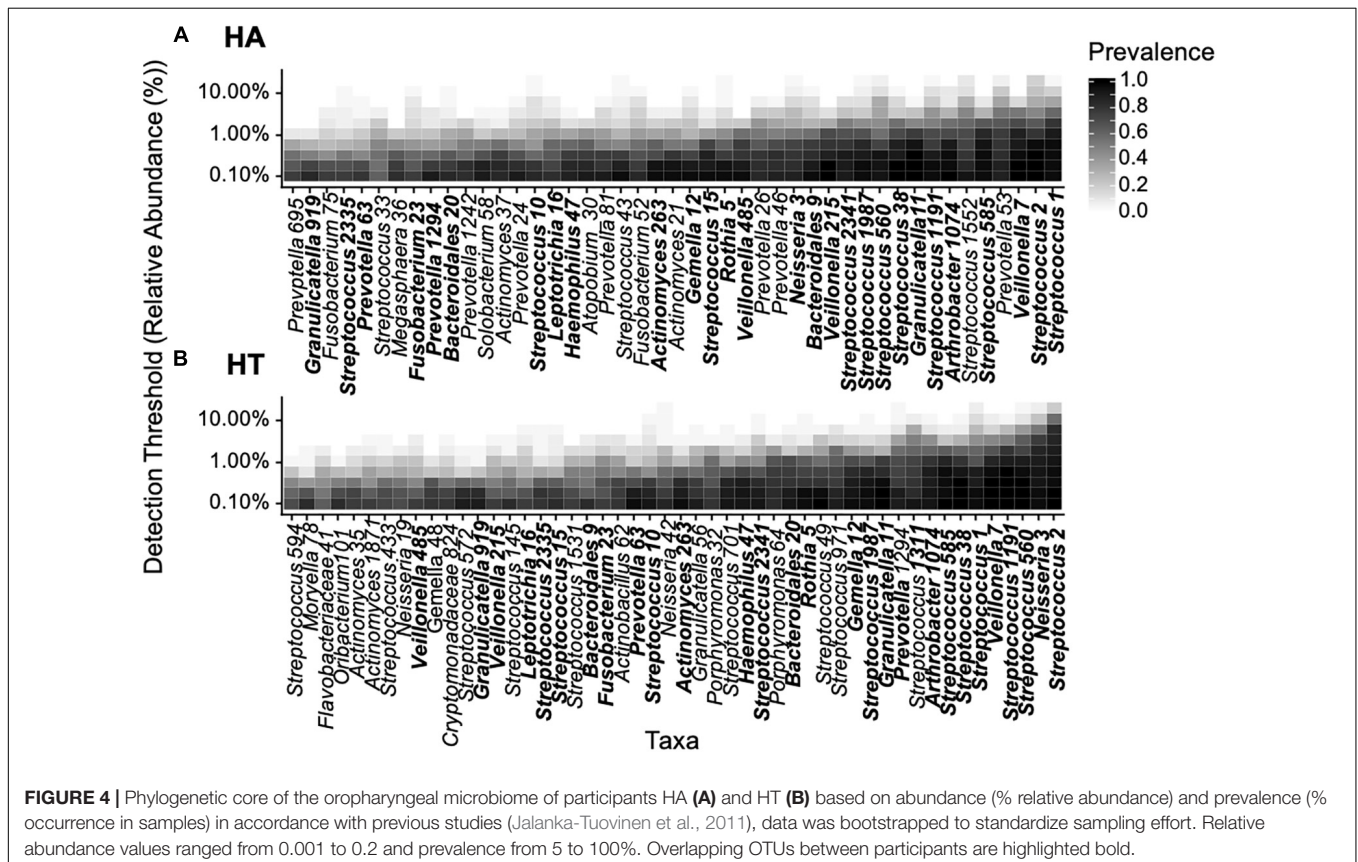 A HA
Prevalence
1.0
0.8
0.6
0.4
0.2
0.0
Detection Threshold (Relative Abundance (%))
10.00%
1.00%
0.10%
Prevotella 695
Granulicatella 919
Fusobacterium 75
Streptococcus 2335
Prevotella 63
Streptococcus 33
Megasphaera 36
Fusobacterium 23
Prevotella 1294
Bacteroidales 20
Prevotella 1242
Solobacterium 58
Actinomyces 37
Prevotella 24
Streptococcus 10
Leptotrichia 16
Haemophilus 47
Atopobium 30
Prevotella 81
Streptococcus 43
Fusobacterium 52
Actinomyces 263
Actinomyces 21
Gemella 12
Streptococcus 15
Rothia 5
Veillonella 485
Prevotella 26
Prevotella 46
Neisseria 3
Bacteroidales 9
Veillonella 215
Streptococcus 2341
Streptococcus 1987
Streptococcus 560
Streptococcus 38
Granulicatella11
Streptococcus 1191
Arthrobacter 1074
Streptococcus 1552
Streptococcus 585
Prevotella 53
Veillonella 7
Streptococcus 2
Streptococcus 1
B HT
10.00%
1.00%
0.10%
Streptococcus 594
Moryella 78
Flavobacteriaceae 41
Oribacterium101
Actinomyces 35
Actinomyces 1871
Streptococcus 433
Neisseria 19
Veillonella 485
Gemella 48
Cryptomonadaceae 824
Streptococcus 572
Granulicatella 919
Veillonella 215
Streptococcus 145
Leptotrichia 16
Streptococcus 2335
Streptococcus 15
Streptococcus 1531
Bacteroidales 9
Fusobacterium 23
Actinobacillus 62
Prevotella 63
Streptococcus 10
Neisseria 42
Actinomyces 263
Granulicatella 56
Porphyromonas 32
Streptococcus 701
Haemophilus 47
Streptococcus 2341
Porphyromonas 64
Bacteroidales 20
Rothia 5
Streptococcus 49
Streptococcus 971
Gemella 12
Streptococcus 1987
Granulicatella 11
Prevotella 1294
Streptococcus 1311
Arthrobacter 1074
Streptococcus 585
Streptococcus 38
Streptococcus 1
Veillonella 7
Streptococcus 1191
Streptococcus 560
Neisseria 3
Streptococcus 2
Taxa
FIGURE 4 | Phylogenetic core of the oropharyngeal microbiome of participants HA (A) and HT (B) based on abundance (% relative abundance) and prevalence (%
occurrence in samples) in accordance with previous studies (Jalanka-Tuovinen et al., 2011), data was bootstrapped to standardize sampling effort. Relative
abundance values ranged from 0.001 to 0.2 and prevalence from 5 to 100%. Overlapping OTUs between participants are highlighted bold.